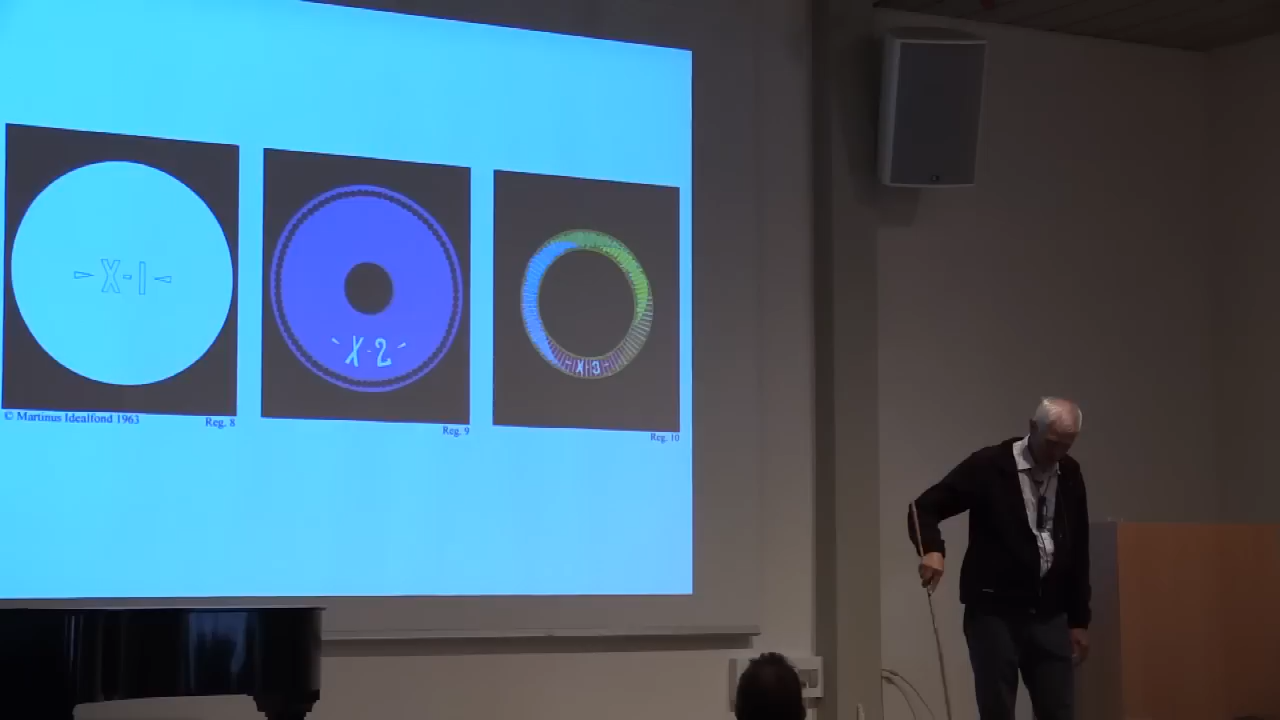 X-1
X-2
X-3
© Martinus Idealfond 1963
Reg. 8
Reg. 9
Reg. 10